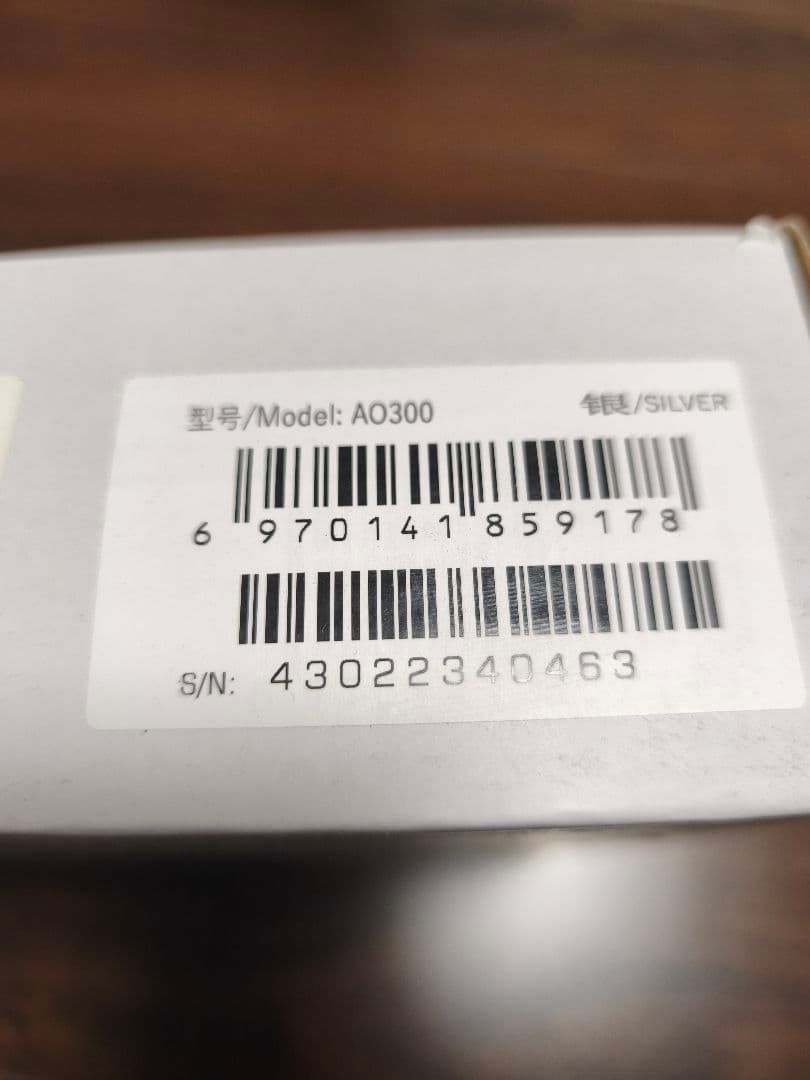 型号/Model: AO300
银/SILVER
6 970141 859178
S/N: 43022340463